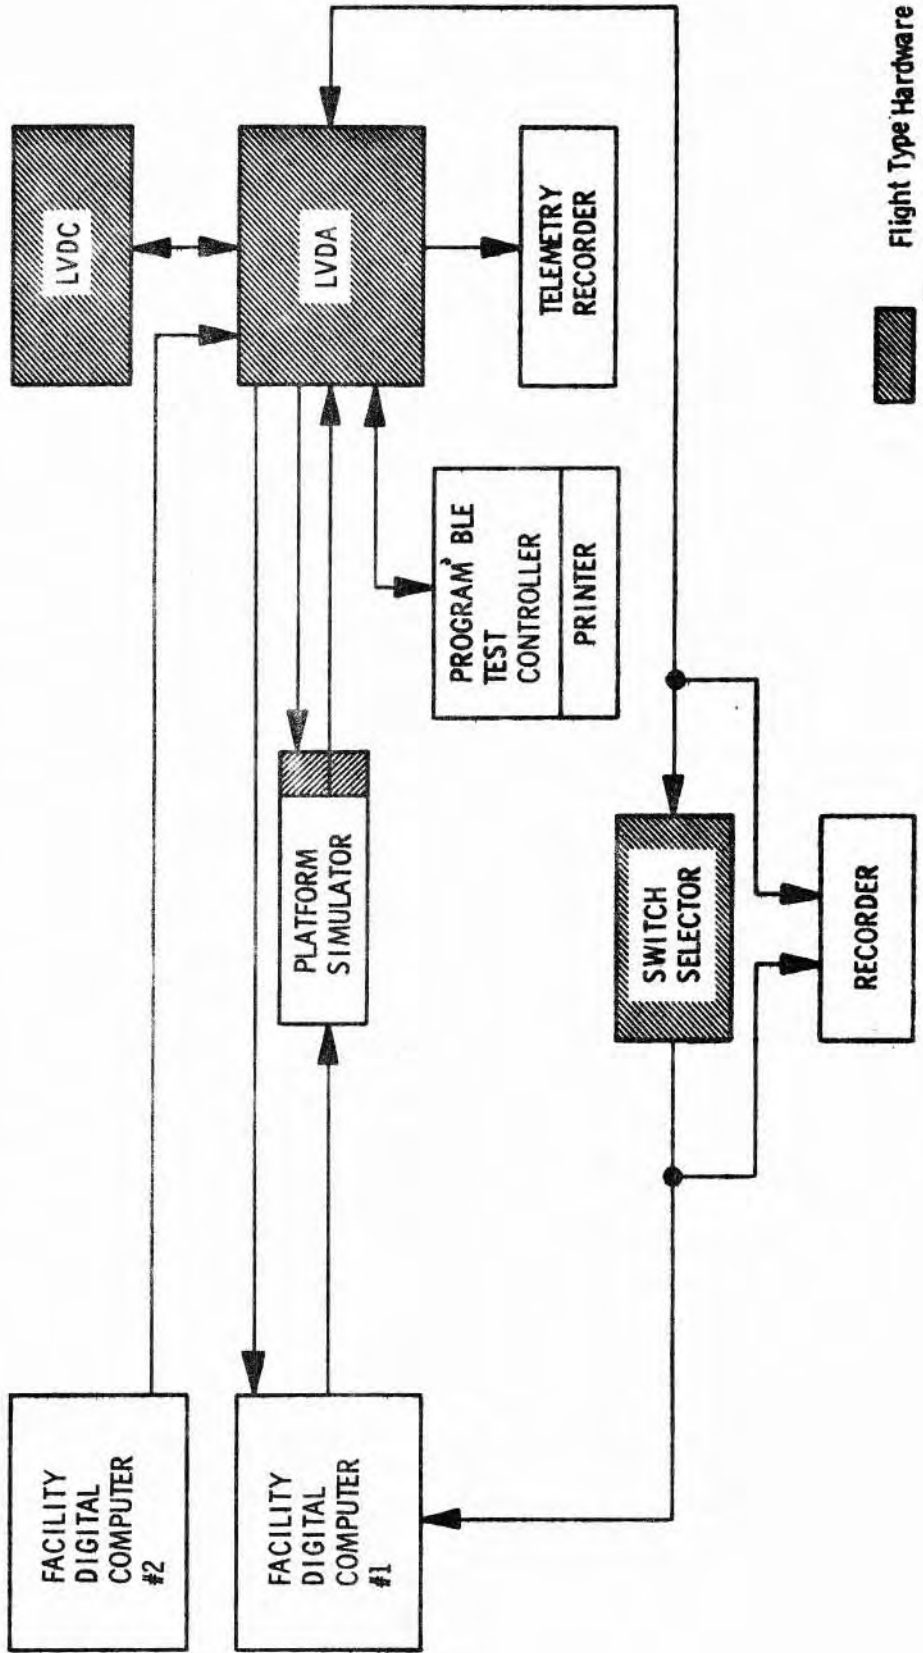 FACILITY
DIGITAL
COMPUTER
#2
LVDC
FACILITY
DIGITAL
COMPUTER
#1
PLATFORM
SIMULATOR
LVDA
PROGRAM BLE
TEST
CONTROLLER
PRINTER
TELEMETRY
RECORDER
SWITCH
SELECTOR
RECORDER
Flight Type Hardware